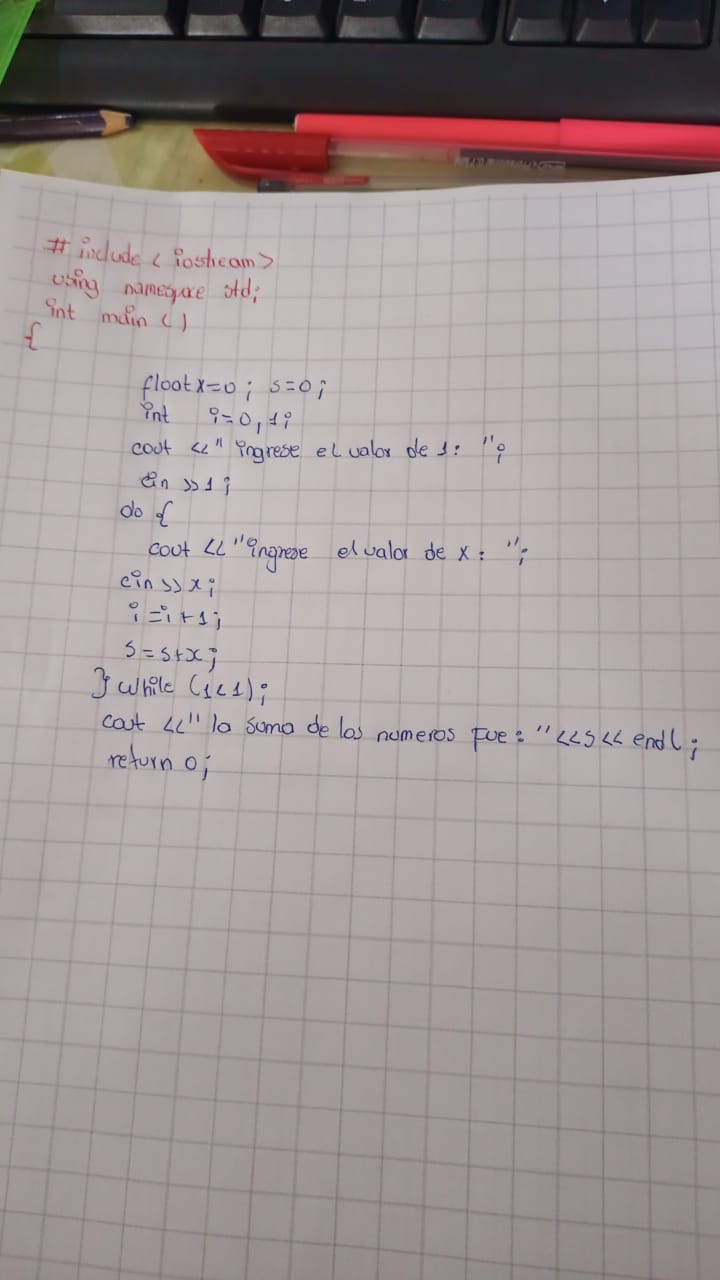 # include < iostream>
using namespace std;
int main ( )
{
float x=0 ; s=0 ;
int i=0, 1;
cout <<" ingrese el valor de 1: ";
cin >> 1 ;
do {
cout <<"ingrese el valor de x : ";
cin >> x ;
i =i +1;
s=s+x;
} while (1<1);
cout <<" la suma de los numeros fue: "<<s<< endl ;
return 0;